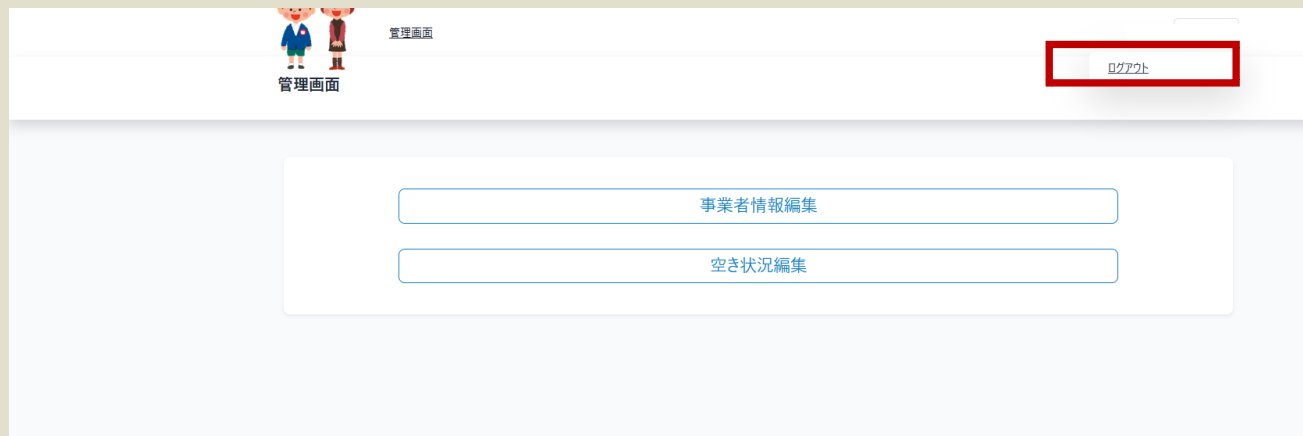 管理画面
ログアウト
管理画面
事業者情報編集
空き状況編集